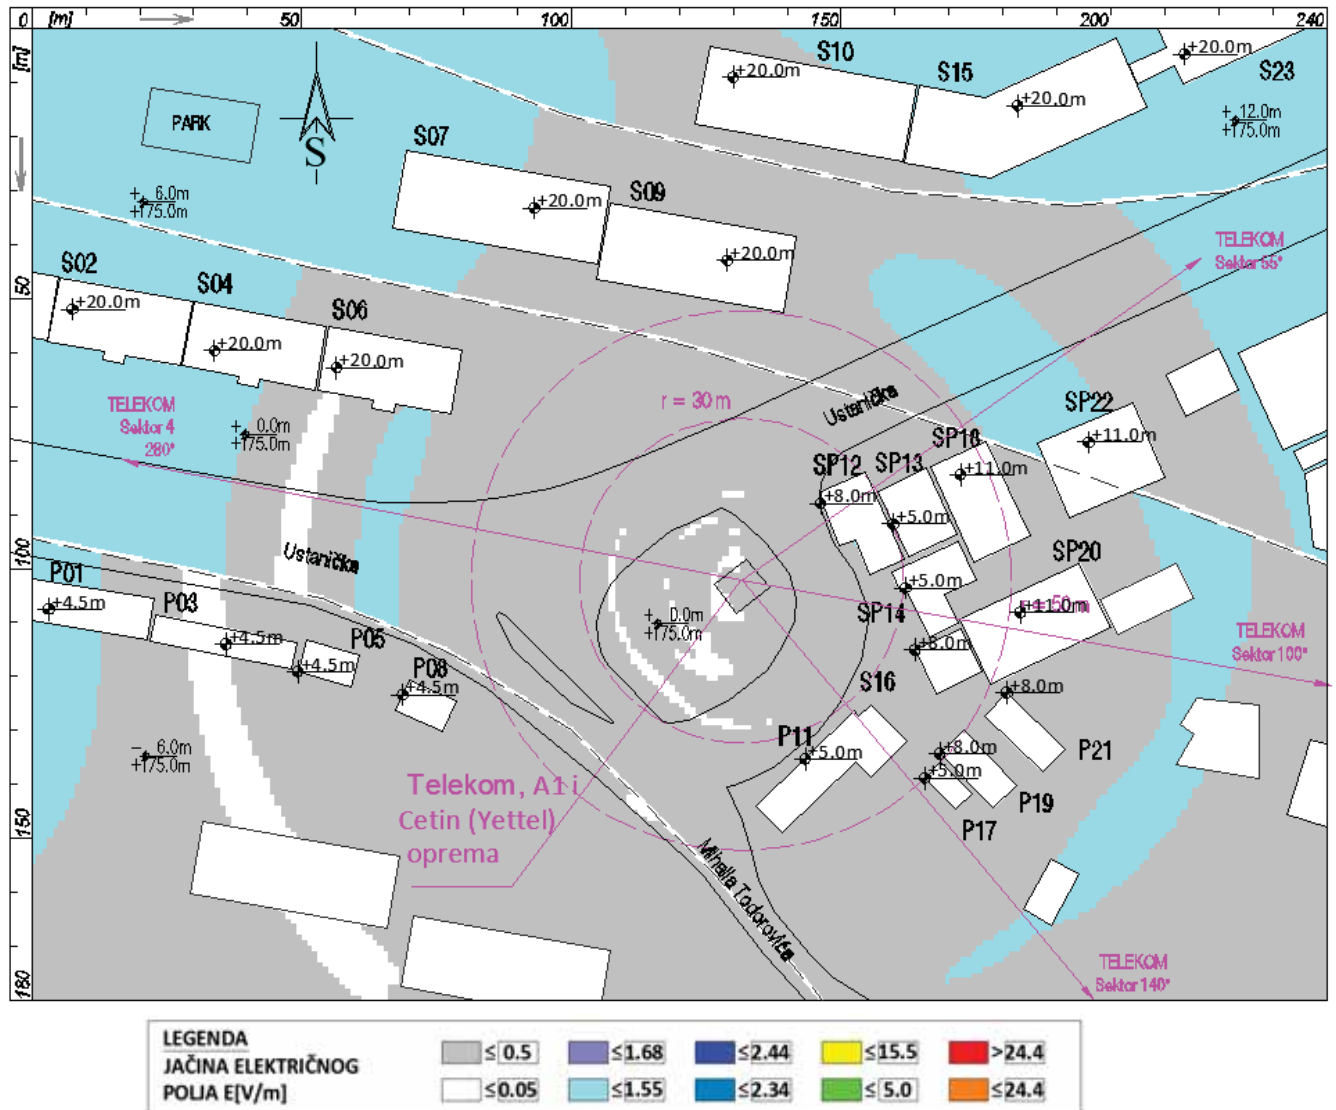 0 [m] 50 100 150 200 240
[m]
50
100
150
180
PARK
S
+ 6.0m
+175.0m
S07
+20.0m
S09
+20.0m
S10
+20.0m
S15
+20.0m
+20.0m
S23
+ 12.0m
+175.0m
S02
+20.0m
S04
+20.0m
S06
+20.0m
TELEKOM
Sektor 55°
TELEKOM
Sektor 4
280°
+ 0.0m
+175.0m
r = 30 m
Ustanička
SP12
+8.0m
SP13
+5.0m
SP18
+11.0m
SP22
+11.0m
Ustanička
P01
+4.5m
P03
+4.5m
P05
+4.5m
P08
+4.5m
+ 0.0m
+175.0m
+5.0m
SP14
+8.0m
SP20
+11.0m
r = 50 m
TELEKOM
Sektor 100°
S16
+8.0m
P11
+5.0m
+8.0m
+5.0m
P21
P19
P17
− 6.0m
+175.0m
Telekom, A1 i
Cetin (Yettel)
oprema
Mihaila Todorovića
TELEKOM
Sektor 140°
LEGENDA
JAČINA ELEKTRIČNOG
POLJA E[V/m]
≤ 0.5 ≤1.68 ≤2.44 ≤15.5 >24.4
≤0.05 ≤1.55 ≤2.34 ≤ 5.0 ≤24.4